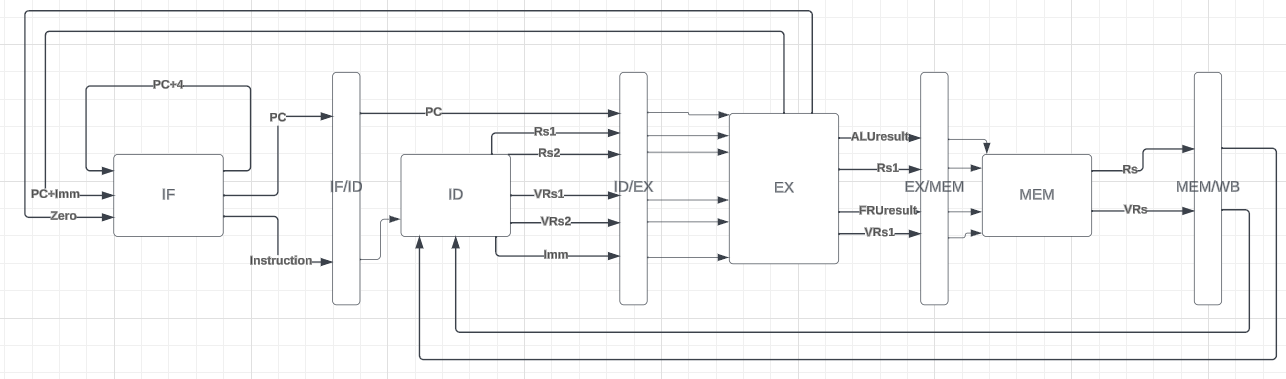 PC+4
PC
PC+Imm
Zero
IF
Instruction
IF/ID
PC
Rs1
Rs2
ID
VRs1
VRs2
Imm
ID/EX
EX
ALUresult
Rs1
FRUresult
VRs1
EX/MEM
MEM
Rs
VRs
MEM/WB